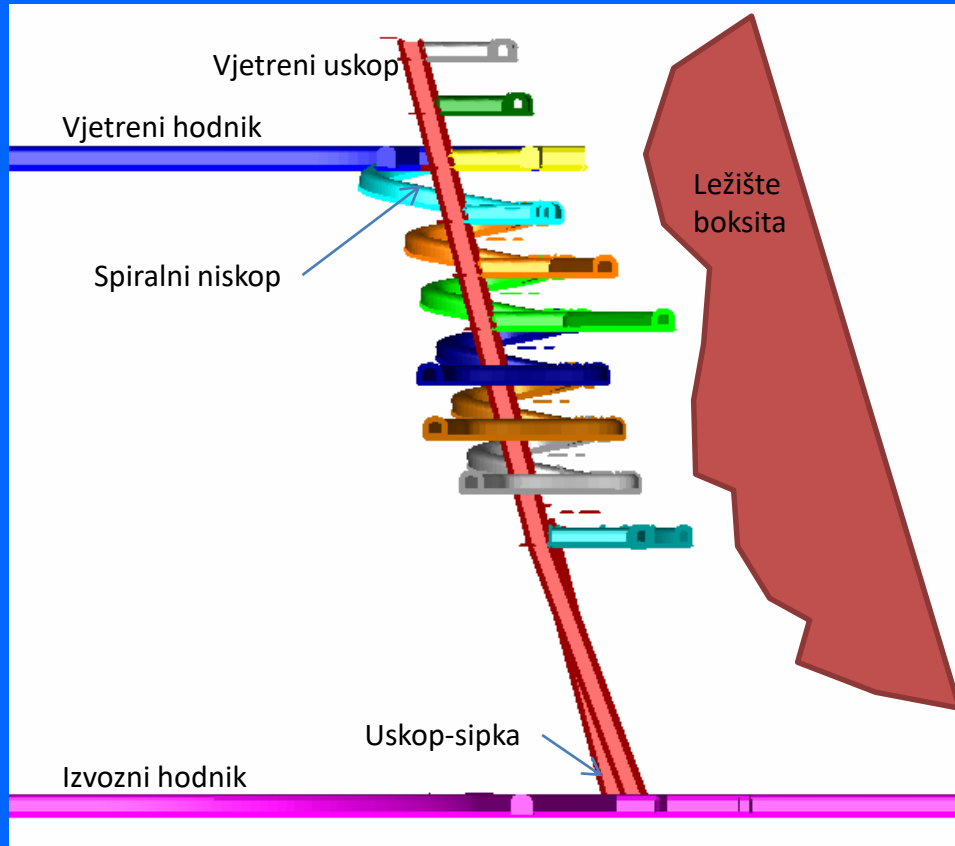 Vjetreni uskop
Vjetreni hodnik
Ležište
boksita
Spiralni niskop
Uskop-sipka
Izvozni hodnik